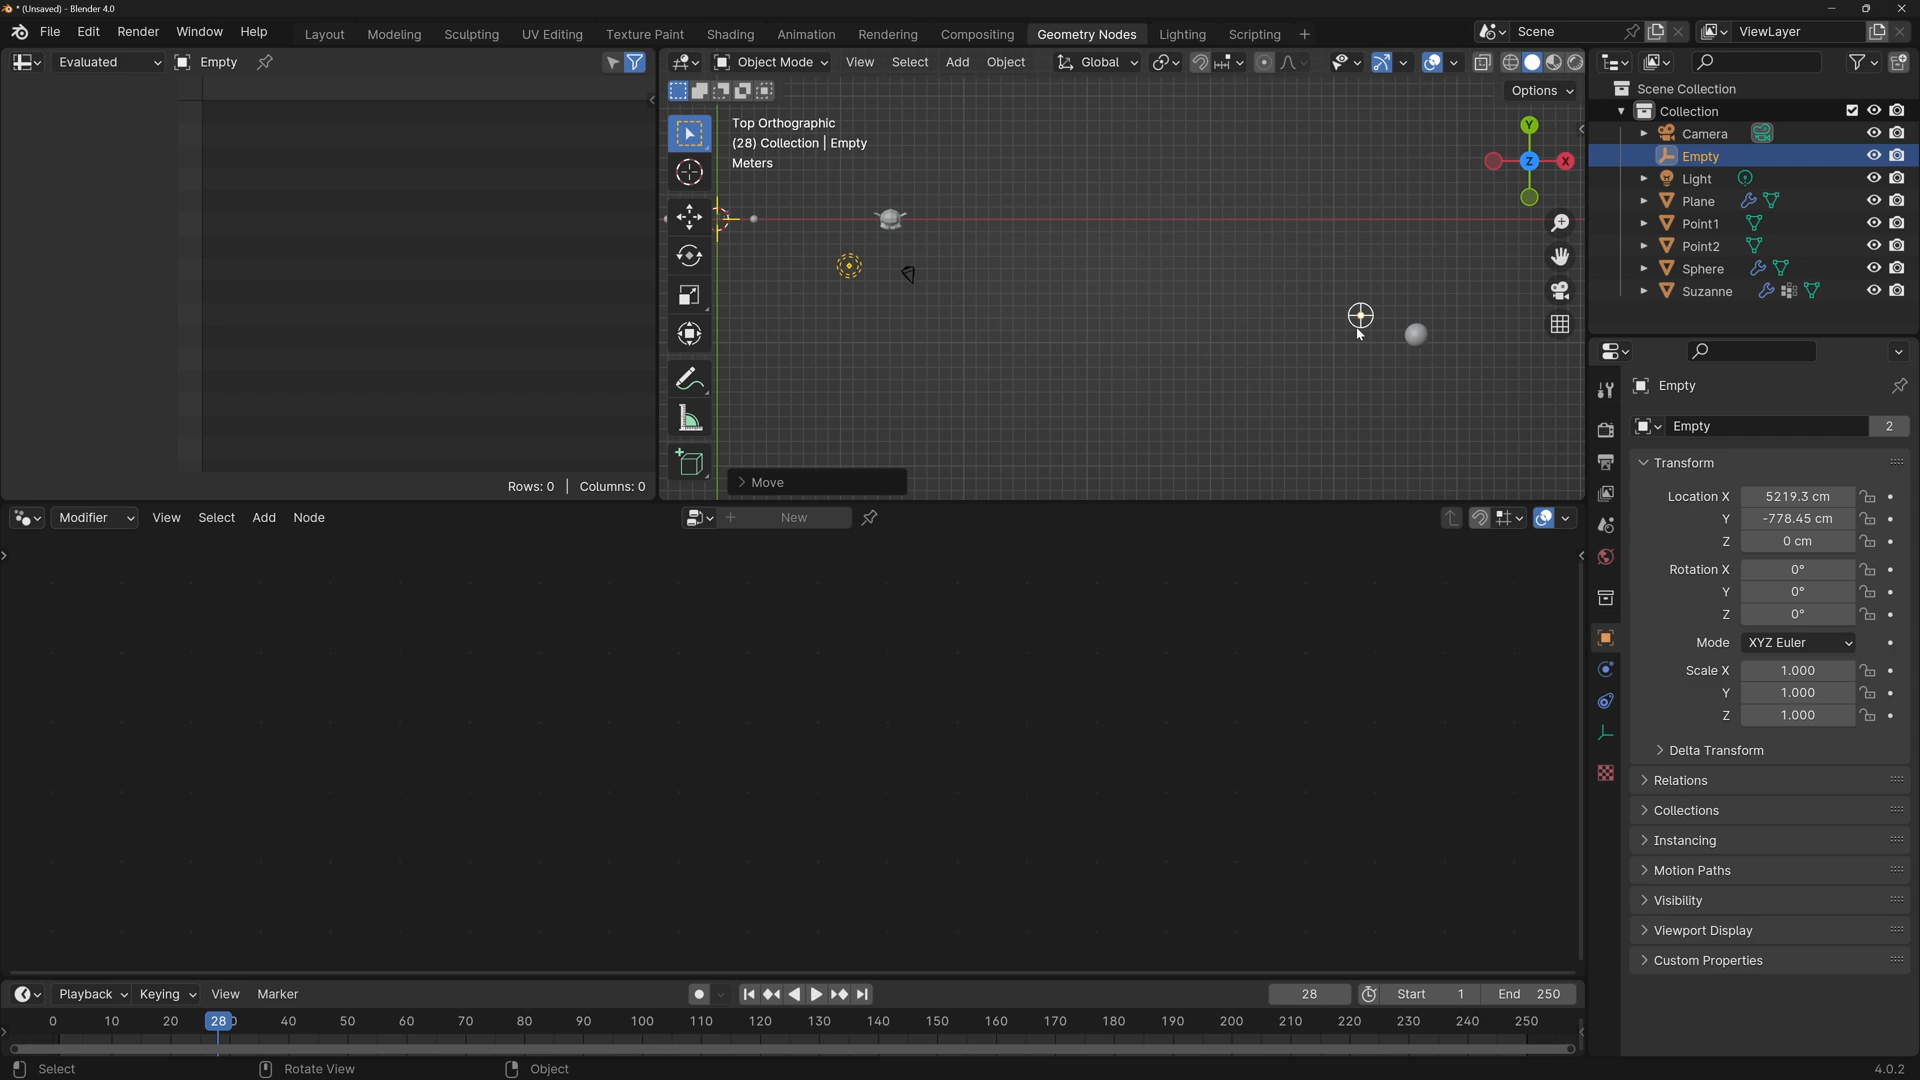 * (Unsaved) - Blender 4.0
File Edit Render Window Help
Layout Modeling Sculpting UV Editing Texture Paint Shading Animation Rendering Compositing Geometry Nodes Lighting Scripting +
Scene
ViewLayer
Evaluated
Empty
Object Mode
View Select Add Object
Global
Options
Top Orthographic
(28) Collection | Empty
Meters
Y
X
Z
Move
Rows: 0 | Columns: 0
Scene Collection
Collection
Camera
Empty
Light
Plane
Point1
Point2
Sphere
Suzanne
Empty
Empty 2
Transform
Location X 5219.3 cm
Y -778.45 cm
Z 0 cm
Rotation X 0°
Y 0°
Z 0°
Mode XYZ Euler
Scale X 1.000
Y 1.000
Z 1.000
Delta Transform
Relations
Collections
Instancing
Motion Paths
Visibility
Viewport Display
Custom Properties
Modifier
View Select Add Node
New
Playback Keying View Marker
28
Start 1
End 250
0 10 20 28 40 50 60 70 80 90 100 110 120 130 140 150 160 170 180 190 200 210 220 230 240 250
Select
Rotate View
Object
4.0.2